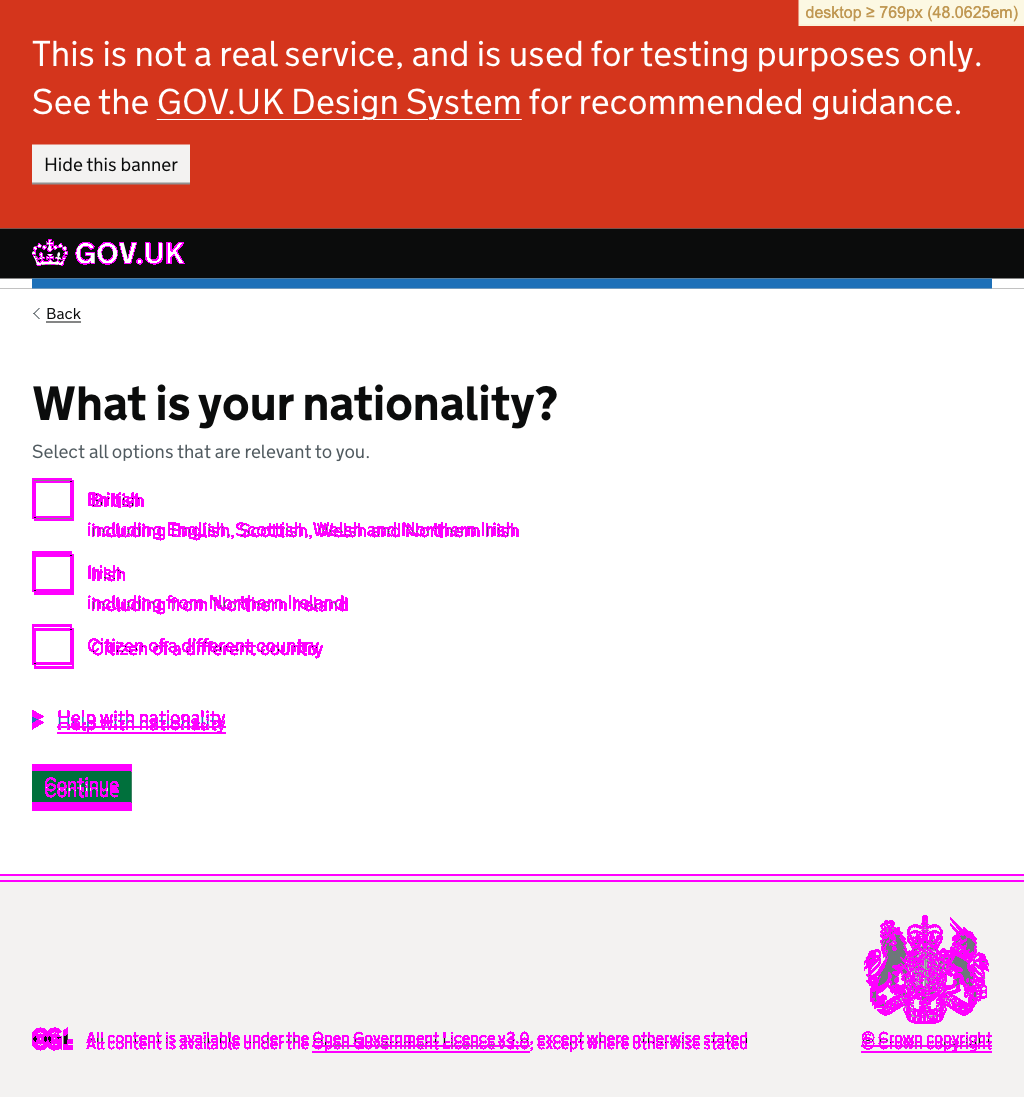 desktop ≥ 769px (48.0625em)
This is not a real service, and is used for testing purposes only.
See the GOV.UK Design System for recommended guidance.
Hide this banner
GOV.UK
Back
What is your nationality?
Select all options that are relevant to you.
British
including English, Scottish, Welsh and Northern Irish
Irish
including from Northern Ireland
Citizen of a different country
Help with nationality
Continue
OGL All content is available under the Open Government Licence v3.0, except where otherwise stated
© Crown copyright